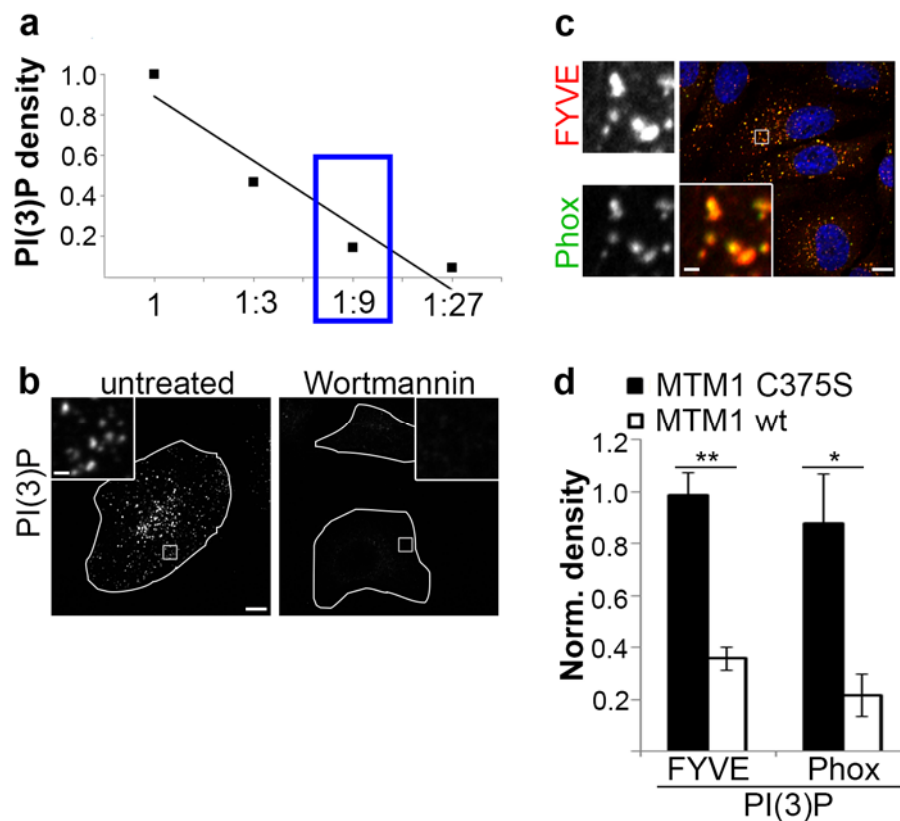 a
PI(3)P density
1.0
0.8
0.6
0.4
0.2
1 1:3 1:9 1:27
b
untreated Wortmannin
PI(3)P
c
FYVE
Phox
d
MTM1 C375S
MTM1 wt
Norm. density
1.2
1.0
0.8
0.6
0.4
0.2
** *
FYVE Phox
PI(3)P